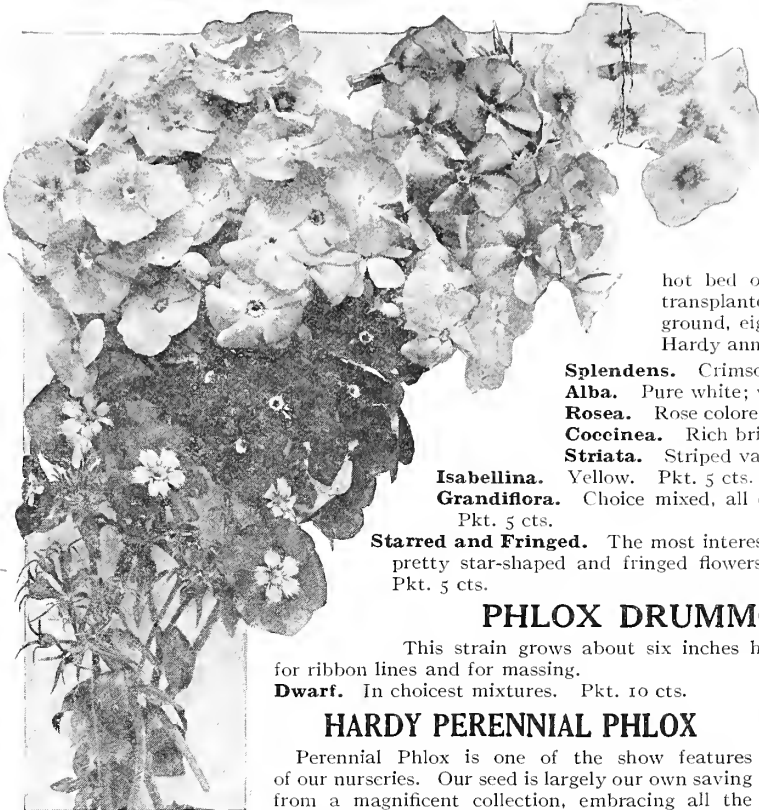 hot bed o
transplante
ground, eig
Hardy ann
Splendens. Crimso
Alba. Pure white; v
Rosea. Rose colore
Coccinea. Rich bri
Striata. Striped va
Isabellina. Yellow. Pkt. 5 cts.
Grandiflora. Choice mixed, all
Pkt. 5 cts.
Starred and Fringed. The most interes
pretty star-shaped and fringed flowers
Pkt. 5 cts.
PHLOX DRUMMO
This strain grows about six inches h
for ribbon lines and for massing.
Dwarf. In choicest mixtures. Pkt. 10 cts.
HARDY PERENNIAL PHLOX
Perennial Phlox is one of the show features
of our nurseries. Our seed is largely our own saving
from a magnificent collection, embracing all the